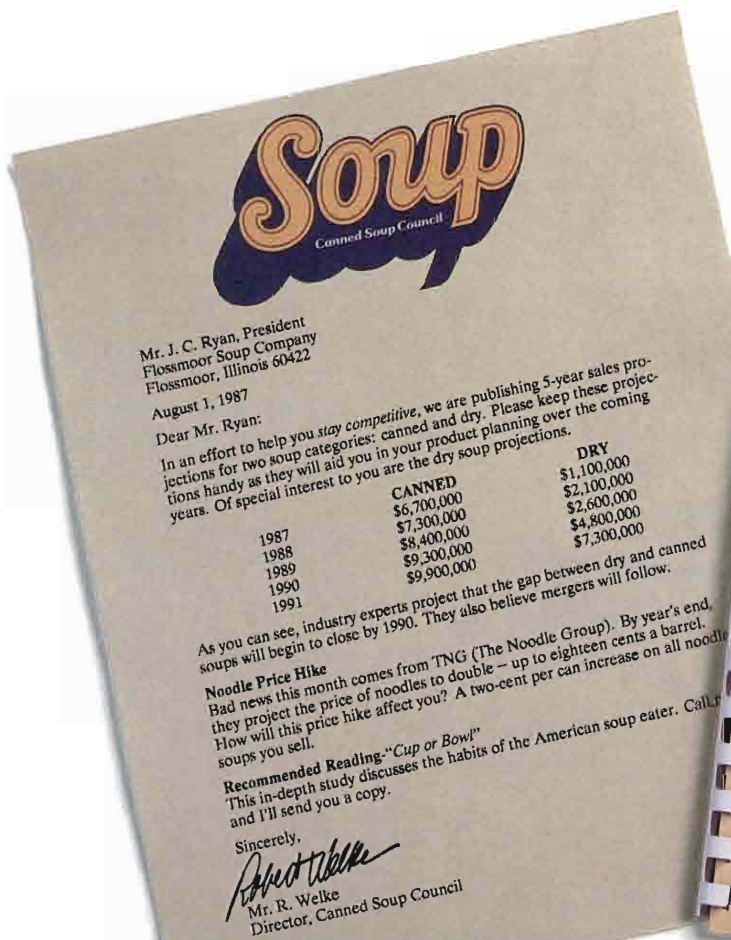 Soup
Canned Soup Council
Mr. J. C. Ryan, President
Flossmoor Soup Company
Flossmoor, Illinois 60422
August 1, 1987
Dear Mr. Ryan:
In an effort to help you stay competitive, we are publishing 5-year sales pro-
jections for two soup categories: canned and dry. Please keep these projec-
tions handy as they will aid you in your product planning over the coming
years. Of special interest to you are the dry soup projections.
CANNED DRY
1987 $6,700,000 $1,100,000
1988 $7,300,000 $2,100,000
1989 $8,400,000 $2,600,000
1990 $9,300,000 $4,800,000
1991 $9,900,000 $7,300,000
As you can see, industry experts project that the gap between dry and canned
soups will begin to close by 1990. They also believe mergers will follow.
Noodle Price Hike
Bad news this month comes from TNG (The Noodle Group). By year's end,
they project the price of noodles to double – up to eighteen cents a barrel.
How will this price hike affect you? A two-cent per can increase on all noodle
soups you sell.
Recommended Reading-"Cup or Bowl"
This in-depth study discusses the habits of the American soup eater. Call
and I'll send you a copy.
Sincerely,
Robert Welke
Mr. R. Welke
Director, Canned Soup Council